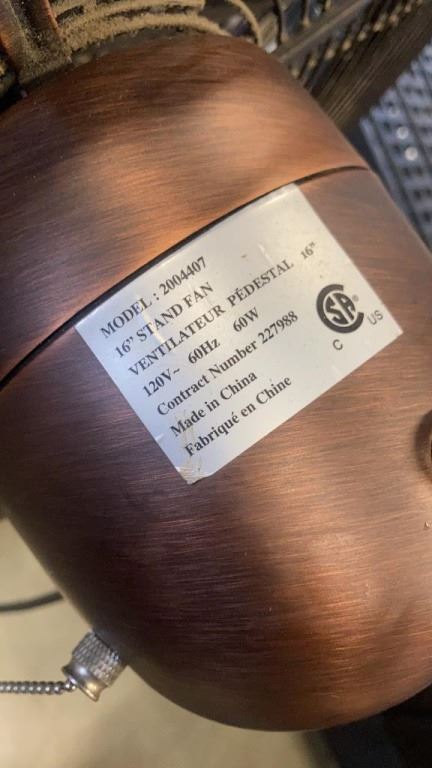 MODEL : 2004407
16" STAND FAN
VENTILATEUR PÉDESTAL 16"
120V~ 60Hz 60W
Contract Number 227988
Made in China
Fabriqué en Chine
CSA®
C US